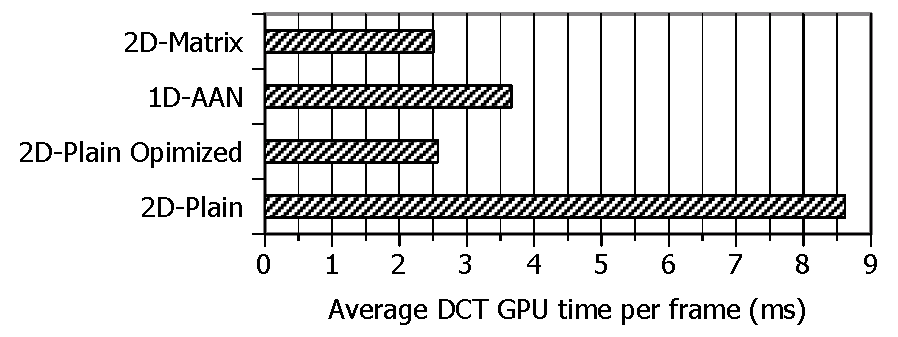 2D-Matrix
1D-AAN
2D-Plain Opimized
2D-Plain
0 1 2 3 4 5 6 7 8 9
Average DCT GPU time per frame (ms)